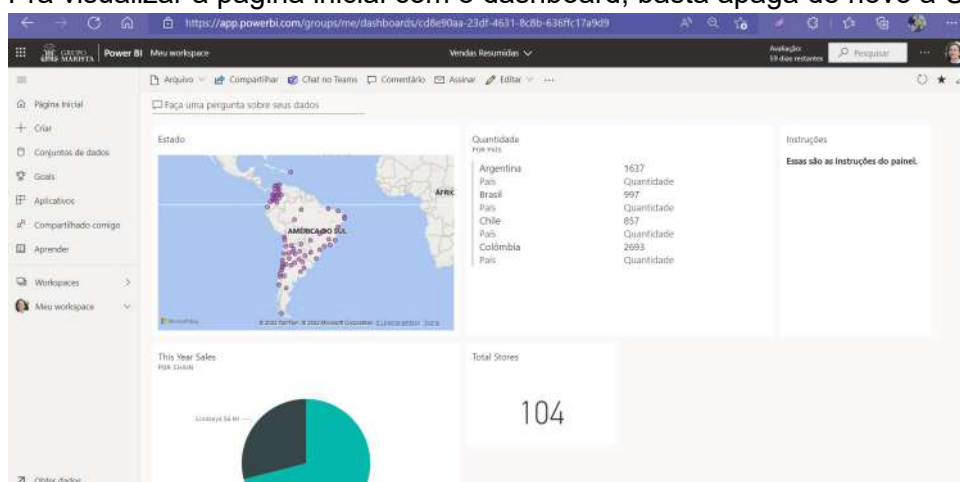 Pra visualizar a página inicial com o dashboard, basta apaga de novo a
https://app.powerbi.com/groups/me/dashboards/cd8e90aa-23df-4631-8c8b-636ffc17a9d9
GRUPO MARISTA Power BI Meu workspace Vendas Resumidas Avaliação: 59 dias restantes Pesquisar
Arquivo Compartilhar Chat no Teams Comentário Assinar Editar ...
Página Inicial
Criar
Conjuntos de dados
Goals
Aplicativos
Compartilhado comigo
Aprender
Workspaces
Meu workspace
Obter dados
Faça uma pergunta sobre seus dados
Estado
AMÉRICA DO SUL
ÁFRIC
Quantidade
POR PAÍS
Argentina 1637
País Quantidade
Brasil 997
País Quantidade
Chile 857
País Quantidade
Colômbia 2693
País Quantidade
Instruções
Essas são as instruções do painel.
This Year Sales
POR CHAIN
Total Stores
104